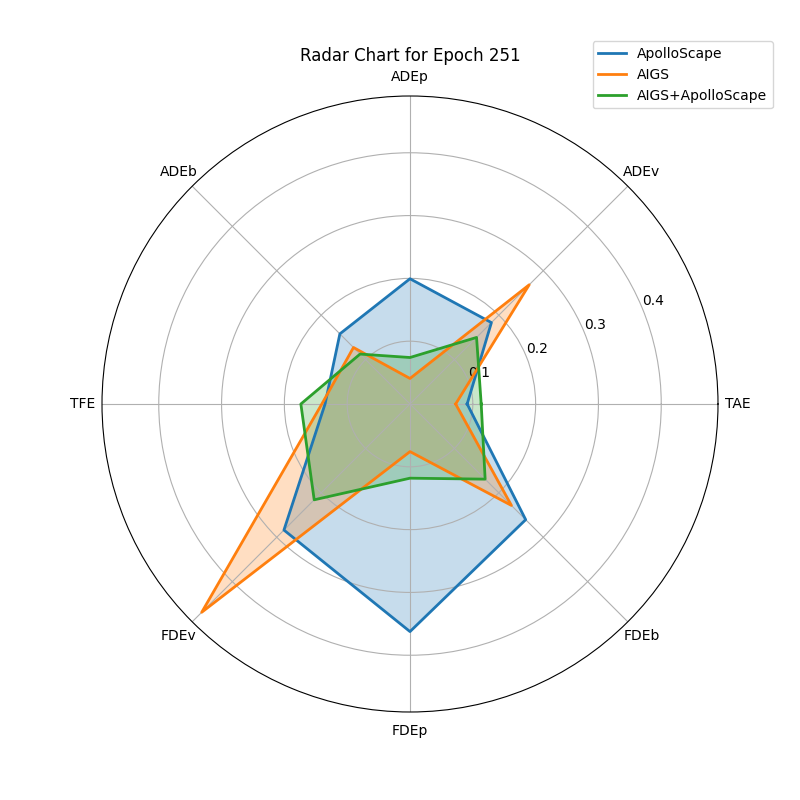 Radar Chart for Epoch 251
ApolloScape
AIGS
AIGS+ApolloScape
ADEp
ADEb
ADEv
0.4
0.3
0.2
0.1
TFE
TAE
FDEv
FDEb
FDEp